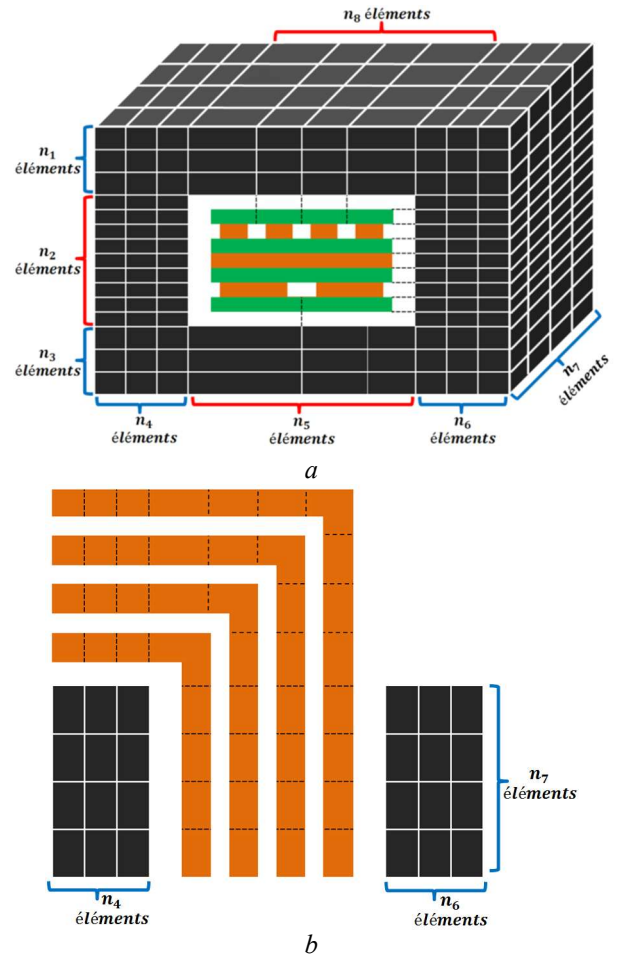 n₈ éléments
n₁
éléments
n₂
éléments
n₃
éléments
n₄
éléments
n₅
éléments
n₆
éléments
n₇
éléments
a
n₇
éléments
n₄
éléments
n₆
éléments
b